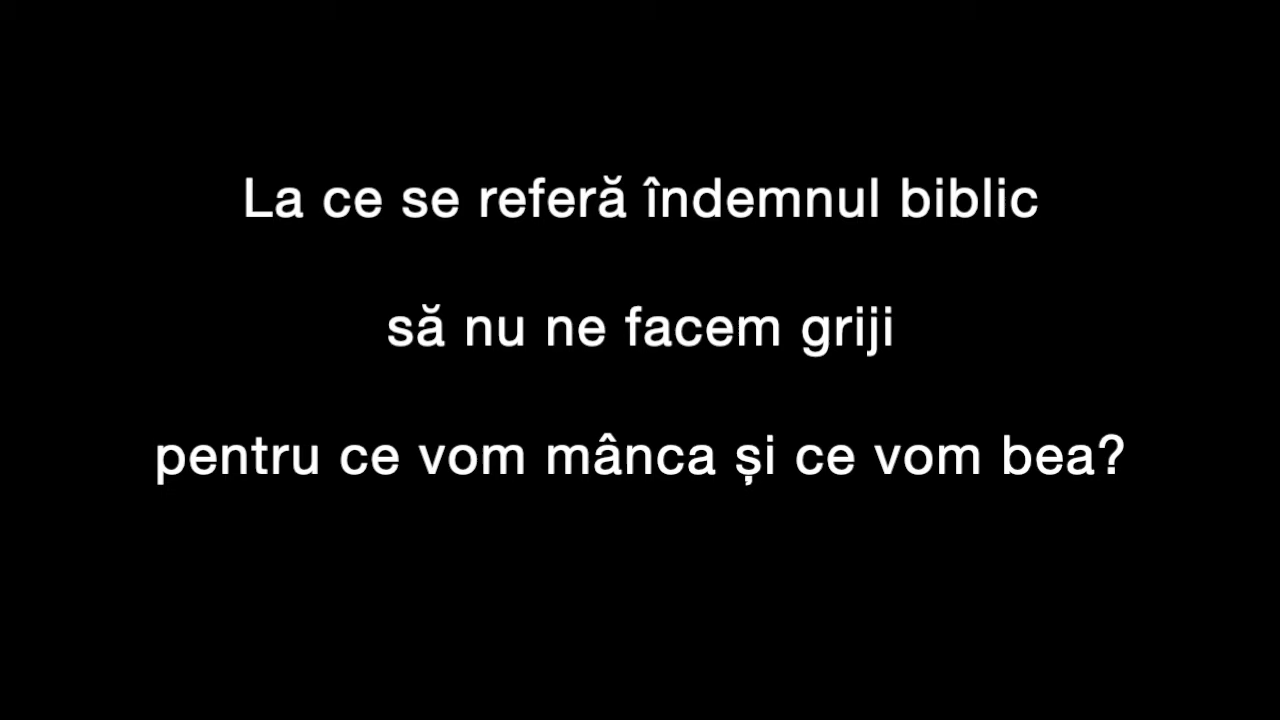 La ce se referă îndemnul biblic
să nu ne facem griji
pentru ce vom mânca și ce vom bea?